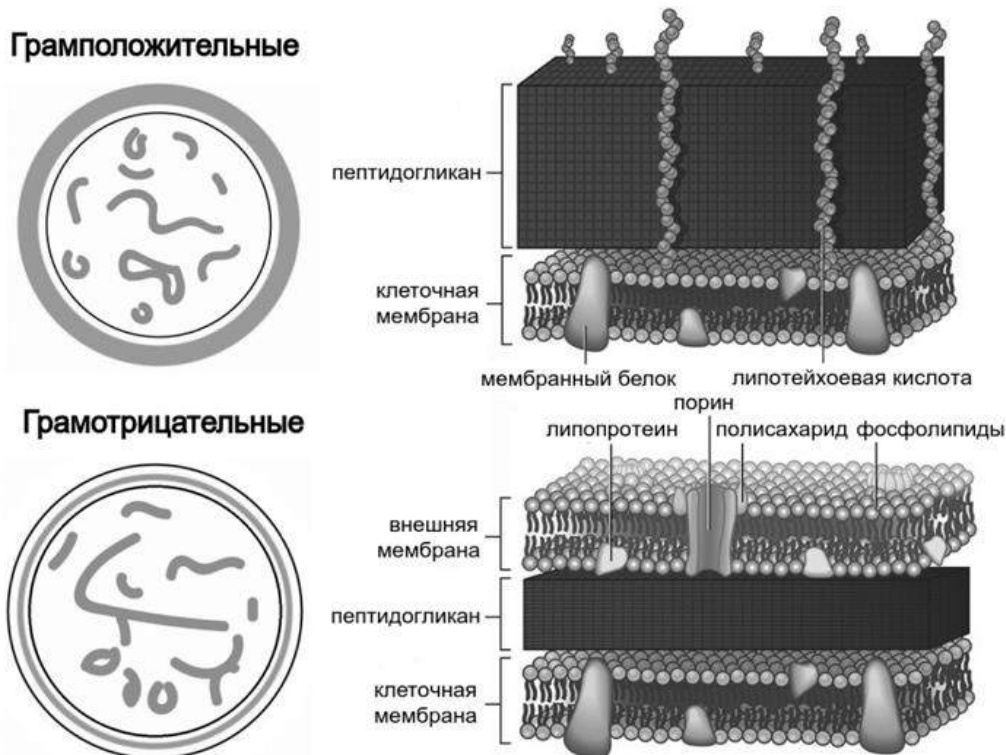 Грамположительные
пептидогликан
клеточная
мембрана
мембранный белок
липотейхоевая кислота
Грамотрицательные
порин
липопротеин
полисахарид
фосфолипиды
внешняя
мембрана
пептидогликан
клеточная
мембрана